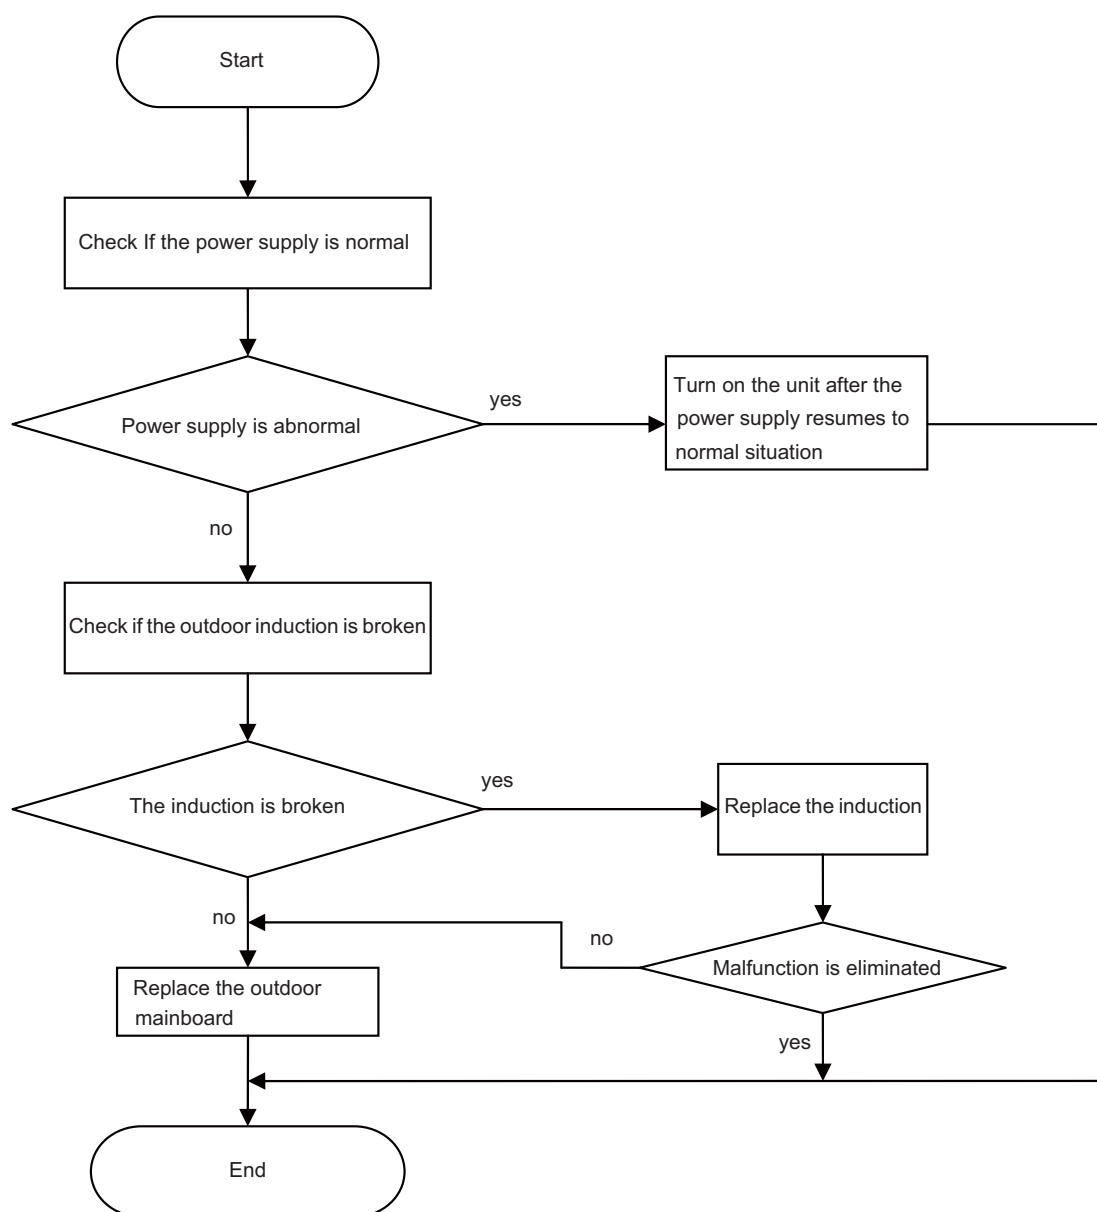 Start
Check If the power supply is normal
Power supply is abnormal
yes
Turn on the unit after the
power supply resumes to
normal situation
no
Check if the outdoor induction is broken
The induction is broken
yes
Replace the induction
no
no
Malfunction is eliminated
Replace the outdoor
mainboard
yes
End